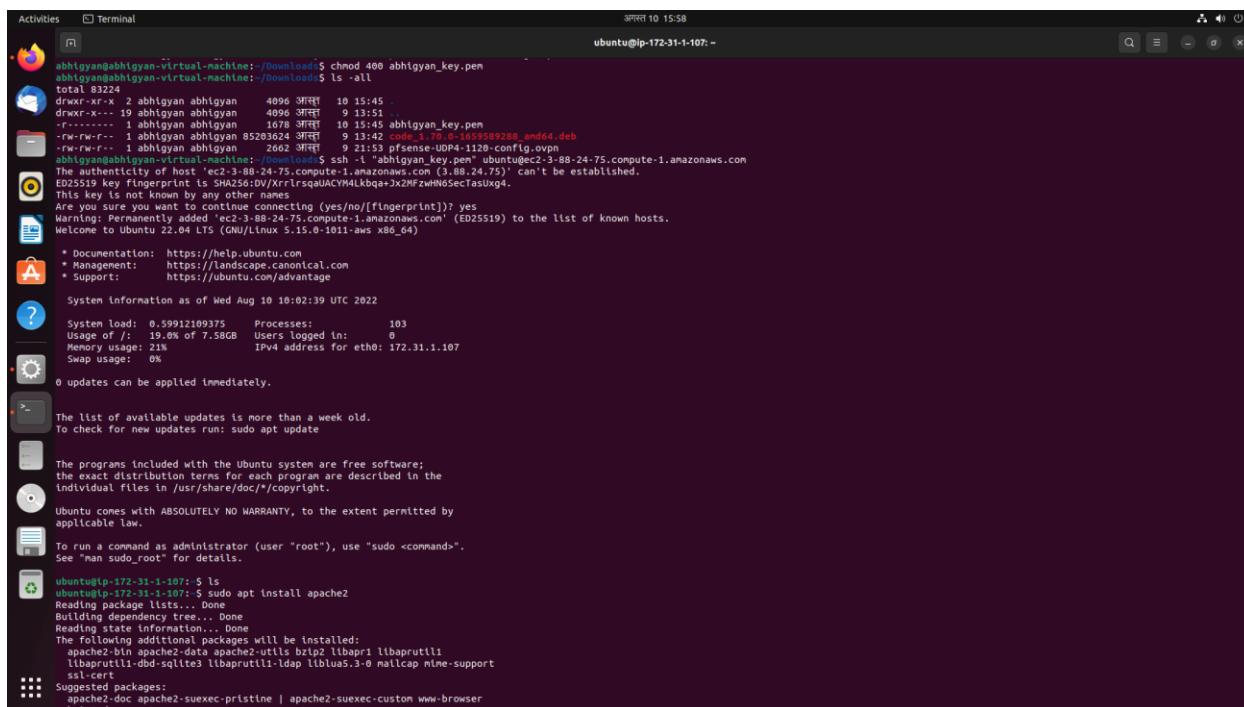 Activities Terminal अगस्त 10 15:58
ubuntu@ip-172-31-1-107: ~
abhigyan@abhigyan-virtual-machine:~/Downloads$ chmod 400 abhigyan_key.pem
abhigyan@abhigyan-virtual-machine:~/Downloads$ ls -all
total 83224
drwxr-xr-x 2 abhigyan abhigyan 4096 अगस्त 10 15:45 .
drwxr-x--- 19 abhigyan abhigyan 4096 अगस्त 9 13:51 ..
-r-------- 1 abhigyan abhigyan 1678 अगस्त 10 15:45 abhigyan_key.pem
-rw-rw-r-- 1 abhigyan abhigyan 85203624 अगस्त 9 13:42 code_1.70.0-1659589288_amd64.deb
-rw-rw-r-- 1 abhigyan abhigyan 2662 अगस्त 9 21:53 pfsense-UDP4-1120-config.ovpn
abhigyan@abhigyan-virtual-machine:~/Downloads$ ssh -i "abhigyan_key.pem" ubuntu@ec2-3-88-24-75.compute-1.amazonaws.com
The authenticity of host 'ec2-3-88-24-75.compute-1.amazonaws.com (3.88.24.75)' can't be established.
ED25519 key fingerprint is SHA256:DV/XrrlrsqaUACYM4Lkbqa+Jx2MFzwHN6SecTasUxg4.
This key is not known by any other names
Are you sure you want to continue connecting (yes/no/[fingerprint])? yes
Warning: Permanently added 'ec2-3-88-24-75.compute-1.amazonaws.com' (ED25519) to the list of known hosts.
Welcome to Ubuntu 22.04 LTS (GNU/Linux 5.15.0-1011-aws x86_64)
* Documentation: https://help.ubuntu.com
* Management: https://landscape.canonical.com
* Support: https://ubuntu.com/advantage
System information as of Wed Aug 10 10:02:39 UTC 2022
System load: 0.59912109375 Processes: 103
Usage of /: 19.0% of 7.58GB Users logged in: 0
Memory usage: 21% IPv4 address for eth0: 172.31.1.107
Swap usage: 0%
0 updates can be applied immediately.
The list of available updates is more than a week old.
To check for new updates run: sudo apt update
The programs included with the Ubuntu system are free software;
the exact distribution terms for each program are described in the
individual files in /usr/share/doc/*/copyright.
Ubuntu comes with ABSOLUTELY NO WARRANTY, to the extent permitted by
applicable law.
To run a command as administrator (user "root"), use "sudo <command>".
See "man sudo_root" for details.
ubuntu@ip-172-31-1-107:~$ ls
ubuntu@ip-172-31-1-107:~$ sudo apt install apache2
Reading package lists... Done
Building dependency tree... Done
Reading state information... Done
The following additional packages will be installed:
apache2-bin apache2-data apache2-utils bzip2 libapr1 libaprutil1
libaprutil1-dbd-sqlite3 libaprutil1-ldap liblua5.3-0 mailcap mime-support
ssl-cert
Suggested packages:
apache2-doc apache2-suexec-pristine | apache2-suexec-custom www-browser